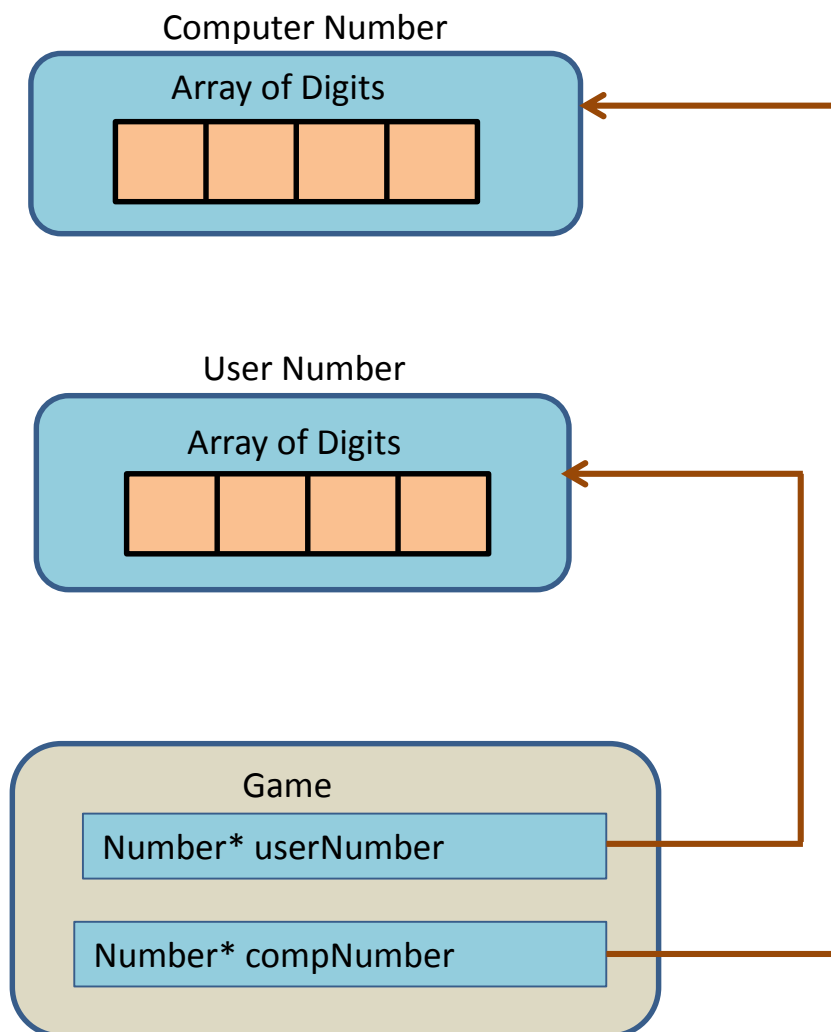 Computer Number
Array of Digits
User Number
Array of Digits
Game
Number* userNumber
Number* compNumber